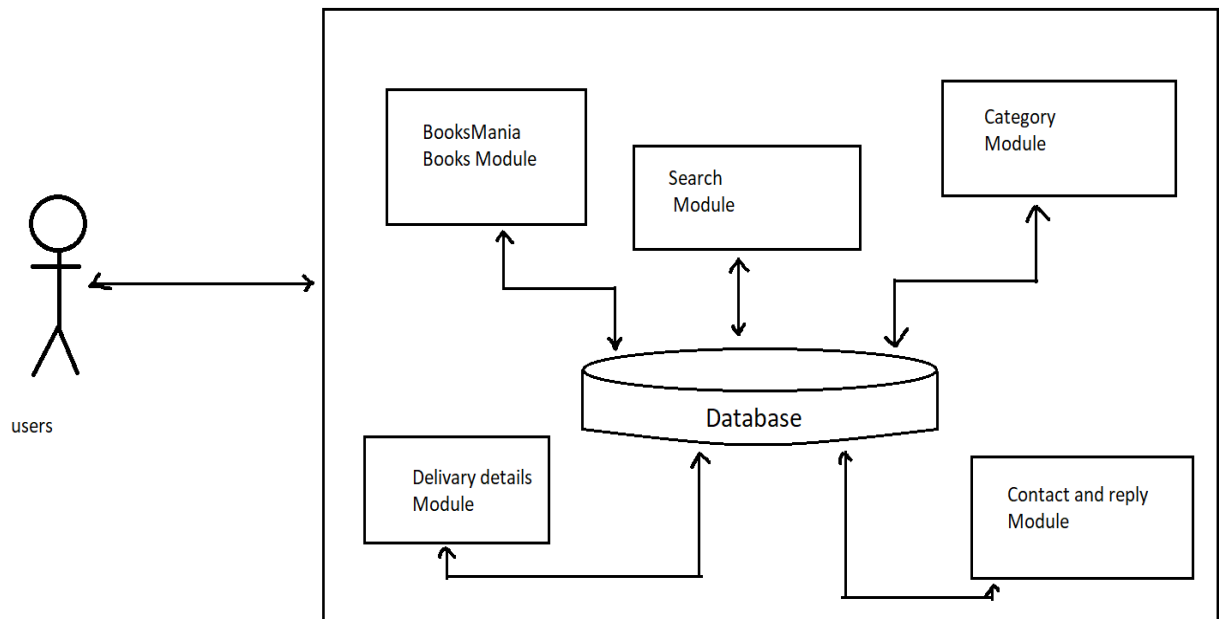 BooksMania
Books Module
Search
Module
Category
Module
users
Database
Delivary details
Module
Contact and reply
Module